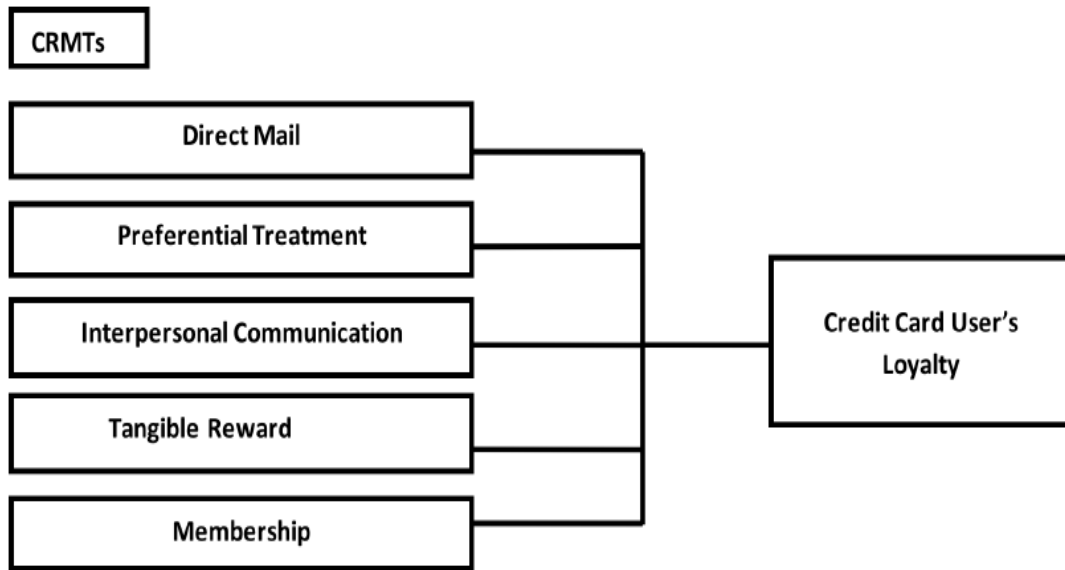 CRMTs
Direct Mail
Preferential Treatment
Interpersonal Communication
Tangible Reward
Membership
Credit Card User's
Loyalty